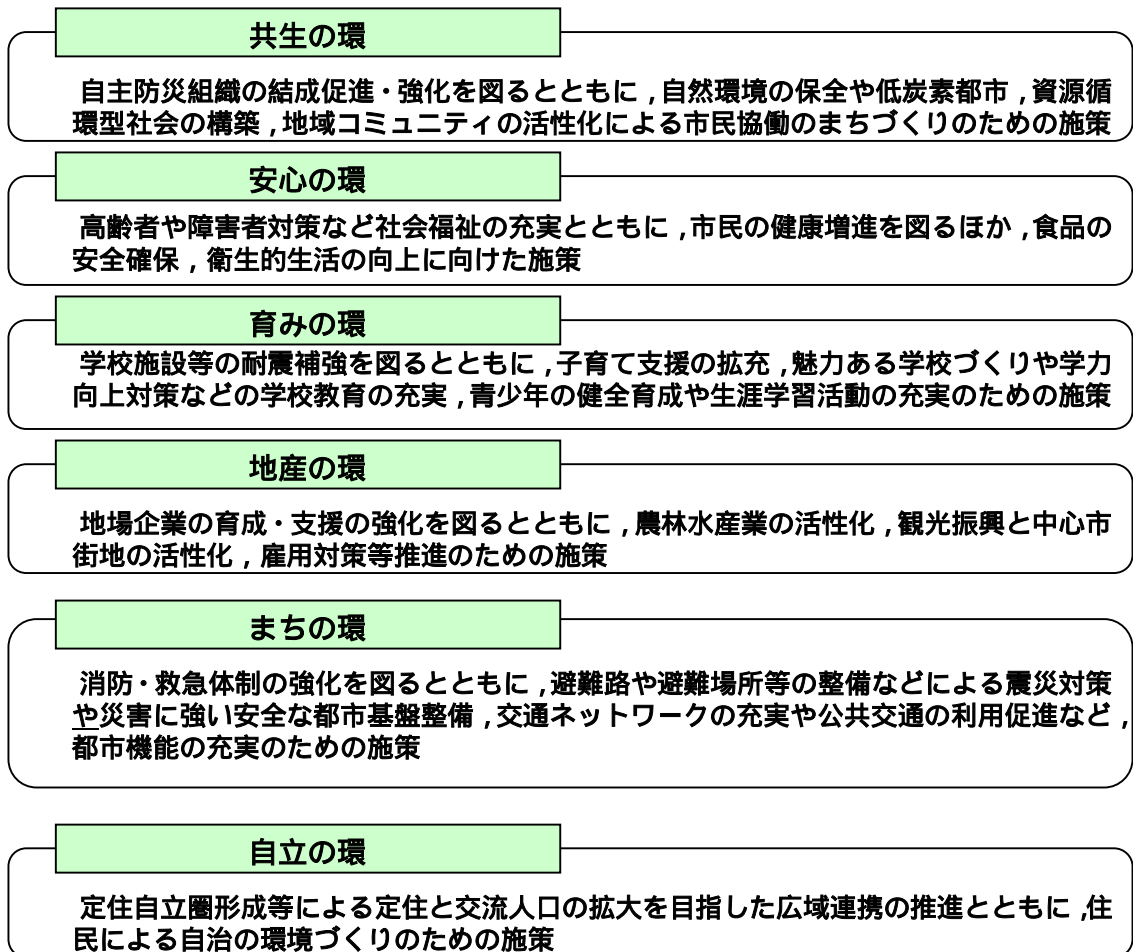 共生の環
自主防災組織の結成促進・強化を図るとともに，自然環境の保全や低炭素都市，資源循
環型社会の構築，地域コミュニティの活性化による市民協働のまちづくりのための施策
安心の環
高齢者や障害者対策など社会福祉の充実とともに，市民の健康増進を図るほか，食品の
安全確保，衛生的生活の向上に向けた施策
育みの環
学校施設等の耐震補強を図るとともに，子育て支援の拡充，魅力ある学校づくりや学力
向上対策などの学校教育の充実，青少年の健全育成や生涯学習活動の充実のための施策
地産の環
地場企業の育成・支援の強化を図るとともに，農林水産業の活性化，観光振興と中心市
街地の活性化，雇用対策等推進のための施策
まちの環
消防・救急体制の強化を図るとともに，避難路や避難場所等の整備などによる震災対策
や災害に強い安全な都市基盤整備，交通ネットワークの充実や公共交通の利用促進など，
都市機能の充実のための施策
自立の環
定住自立圏形成等による定住と交流人口の拡大を目指した広域連携の推進とともに，住
民による自治の環境づくりのための施策